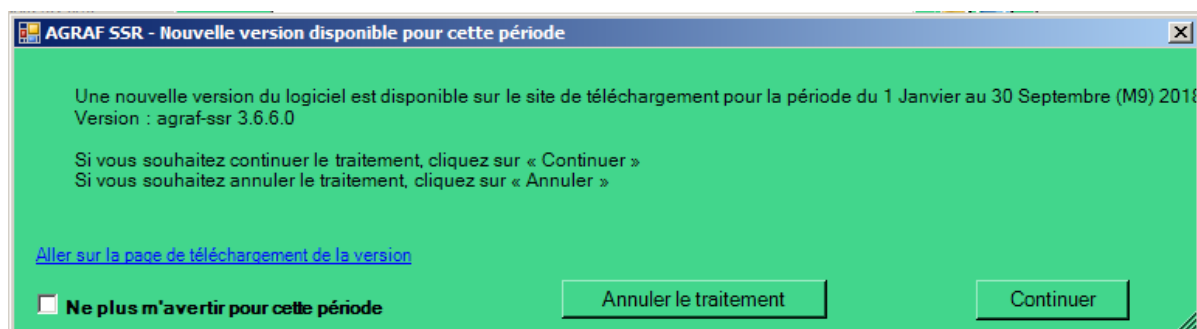 AGRAF SSR - Nouvelle version disponible pour cette période
Une nouvelle version du logiciel est disponible sur le site de téléchargement pour la période du 1 Janvier au 30 Septembre (M9) 2018
Version : agraf-ssr 3.6.6.0
Si vous souhaitez continuer le traitement, cliquez sur « Continuer »
Si vous souhaitez annuler le traitement, cliquez sur « Annuler »
Aller sur la page de téléchargement de la version
Ne plus m'avertir pour cette période
Annuler le traitement
Continuer